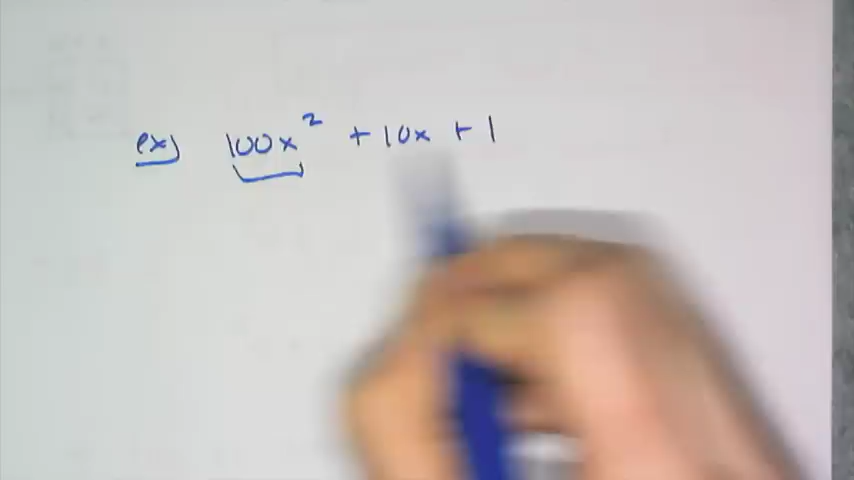 ex) 100x² + 10x + 1